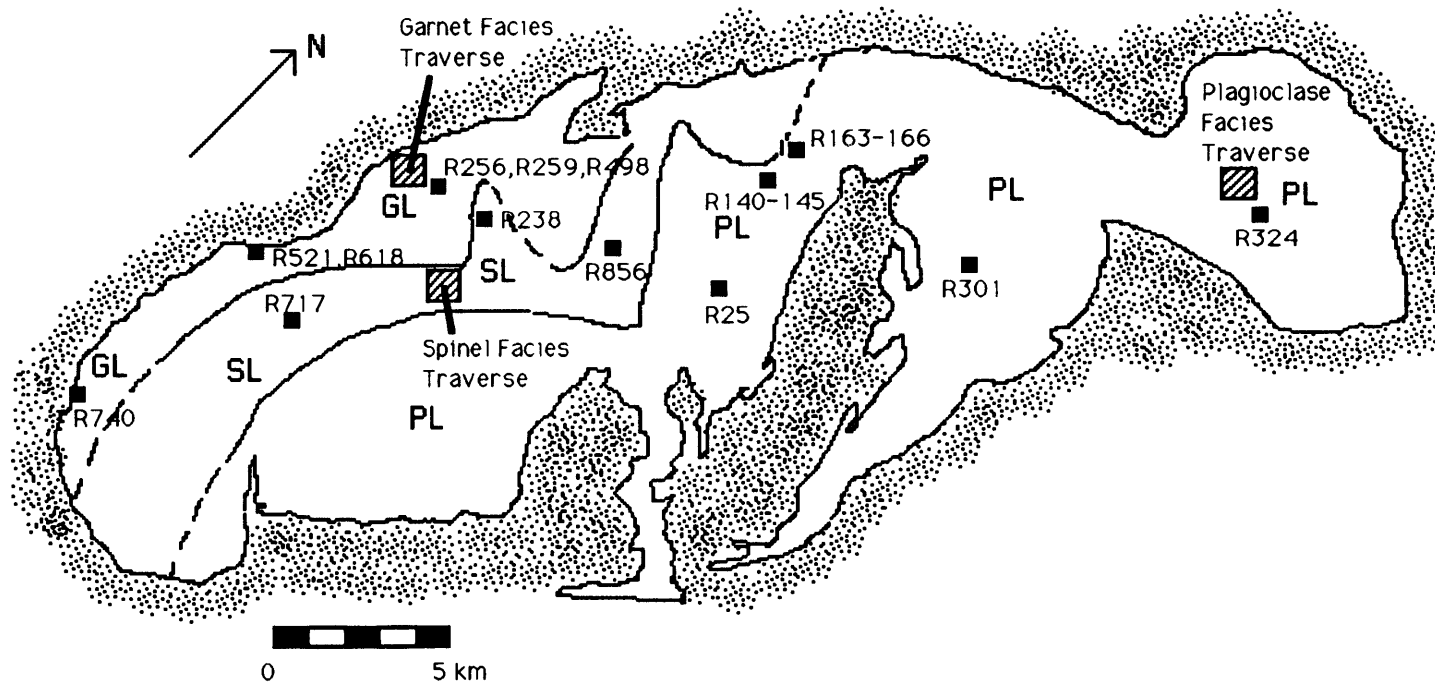 Garnet Facies
Traverse
N
Plagioclase
Facies
Traverse
R163-166
R256,R259,R498
R140-145
GL
R238
PL
PL
PL
R324
R521,R618
SL
R856
R301
R717
R25
Spinel Facies
Traverse
GL
SL
R740
PL
0
5 km